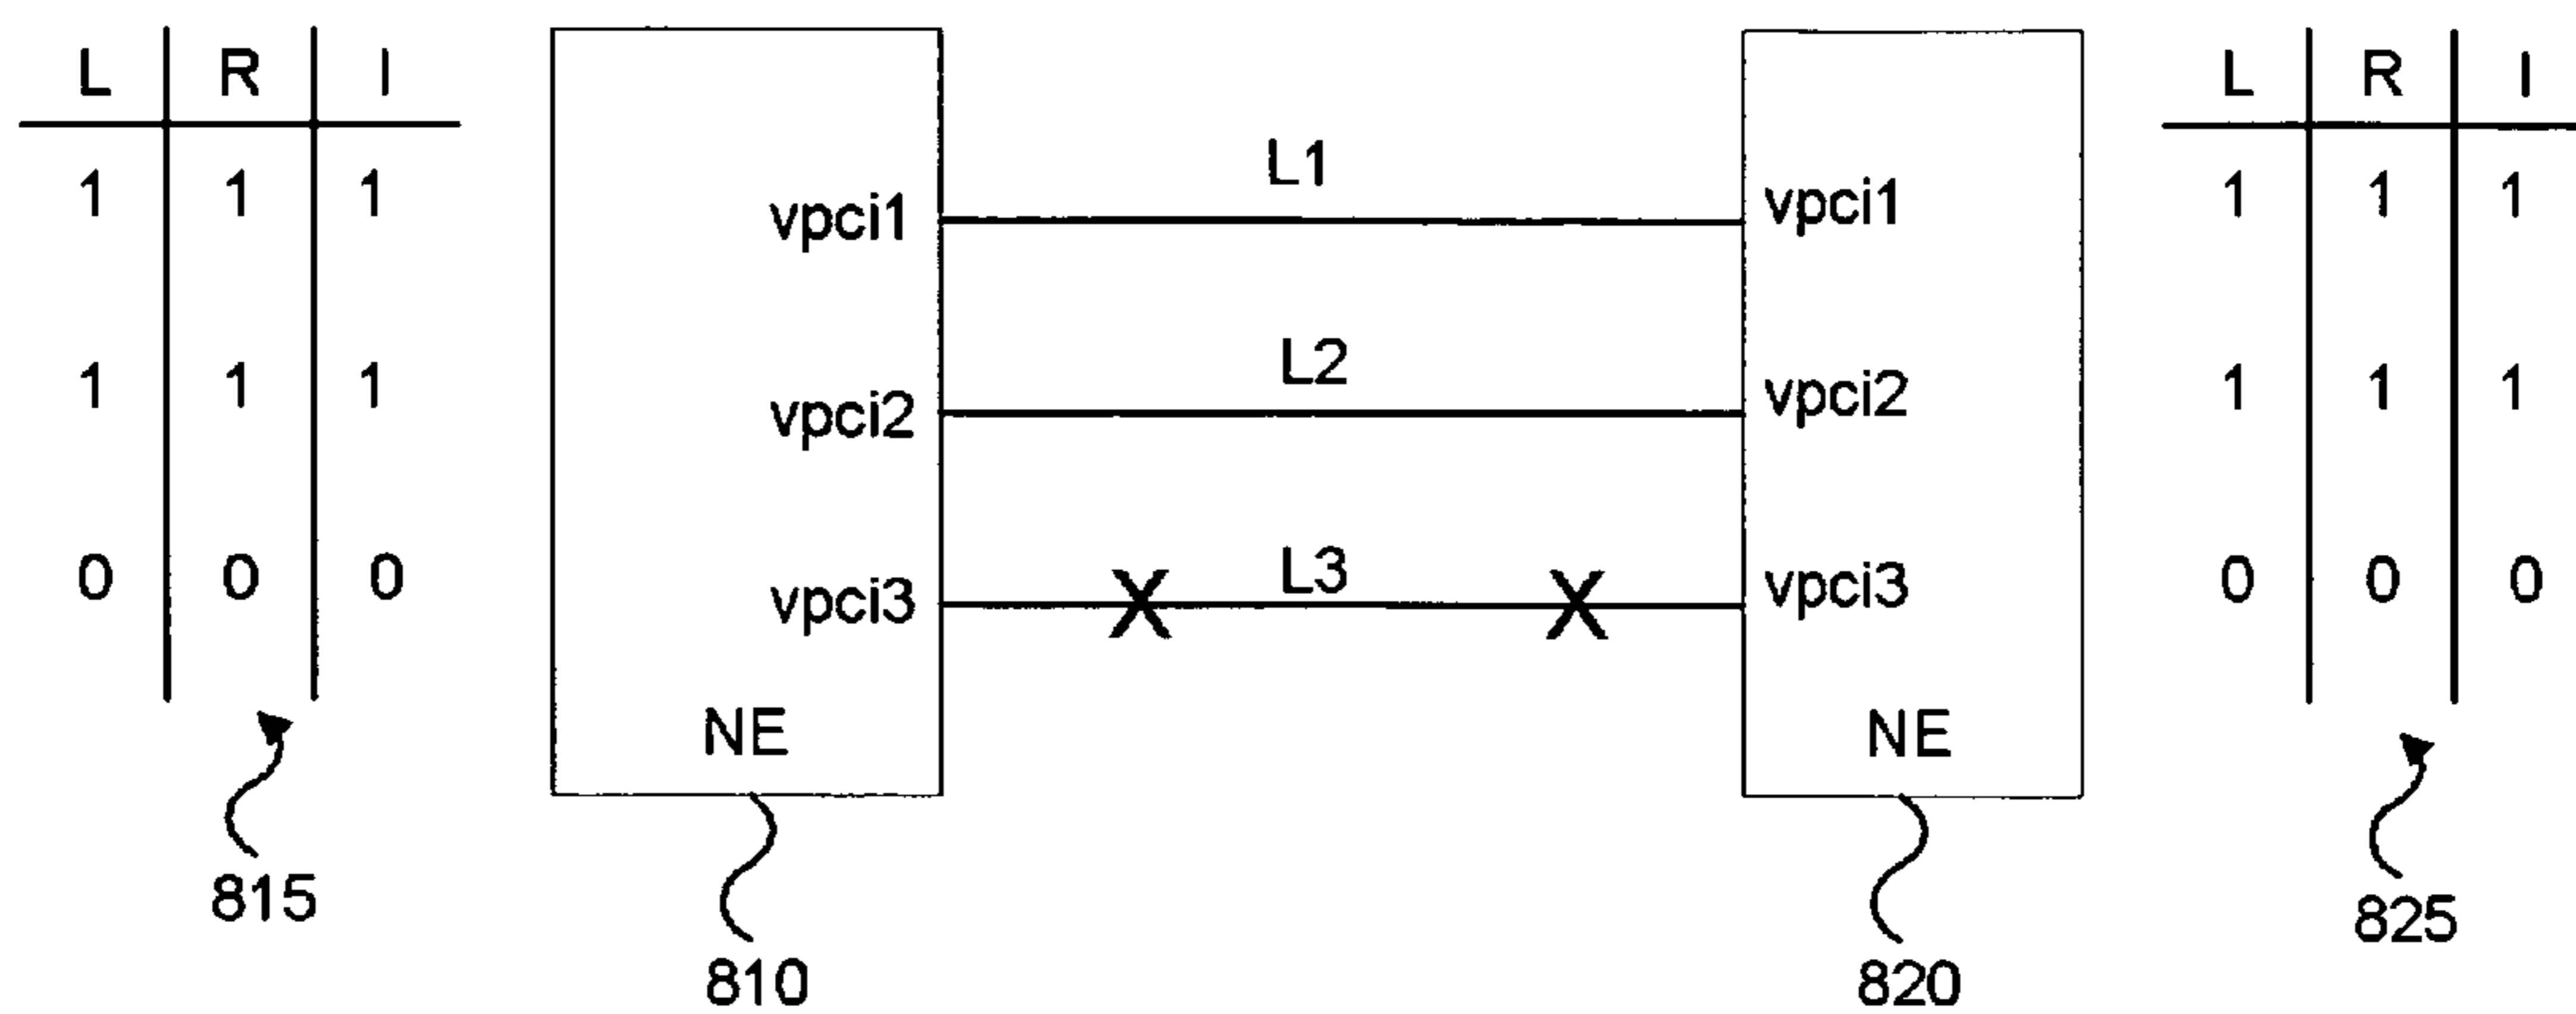 L R I
1 1 1
1 1 1
0 0 0
815
vpci1
vpci2
vpci3
NE
810
L1
L2
X L3 X
vpci1
vpci2
vpci3
NE
820
L R I
1 1 1
1 1 1
0 0 0
825